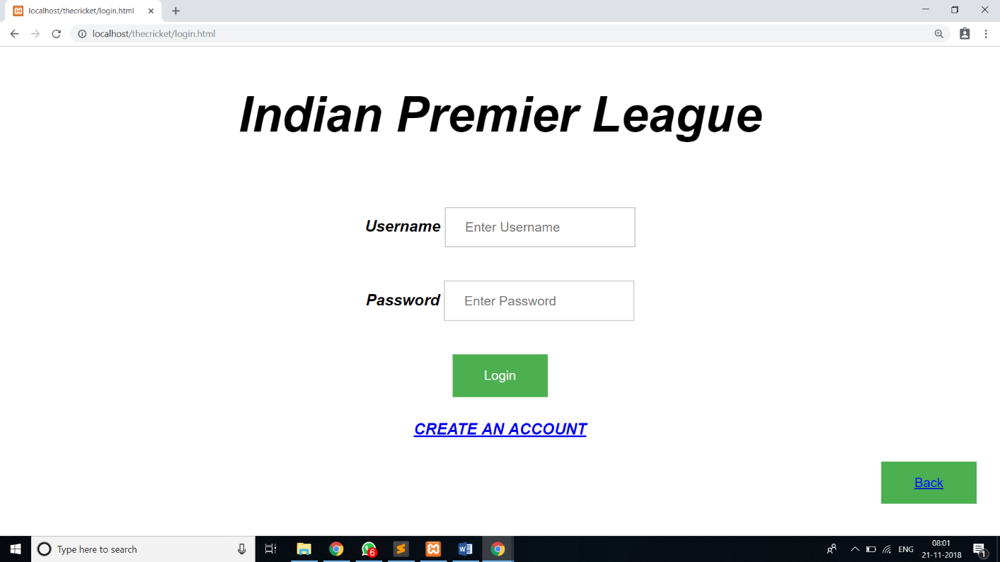 localhost/thecricket/login.html
localhost/thecricket/login.html
Indian Premier League
Username Enter Username
Password Enter Password
Login
CREATE AN ACCOUNT
Back
Type here to search
6
ENG
08:01
21-11-2018
1